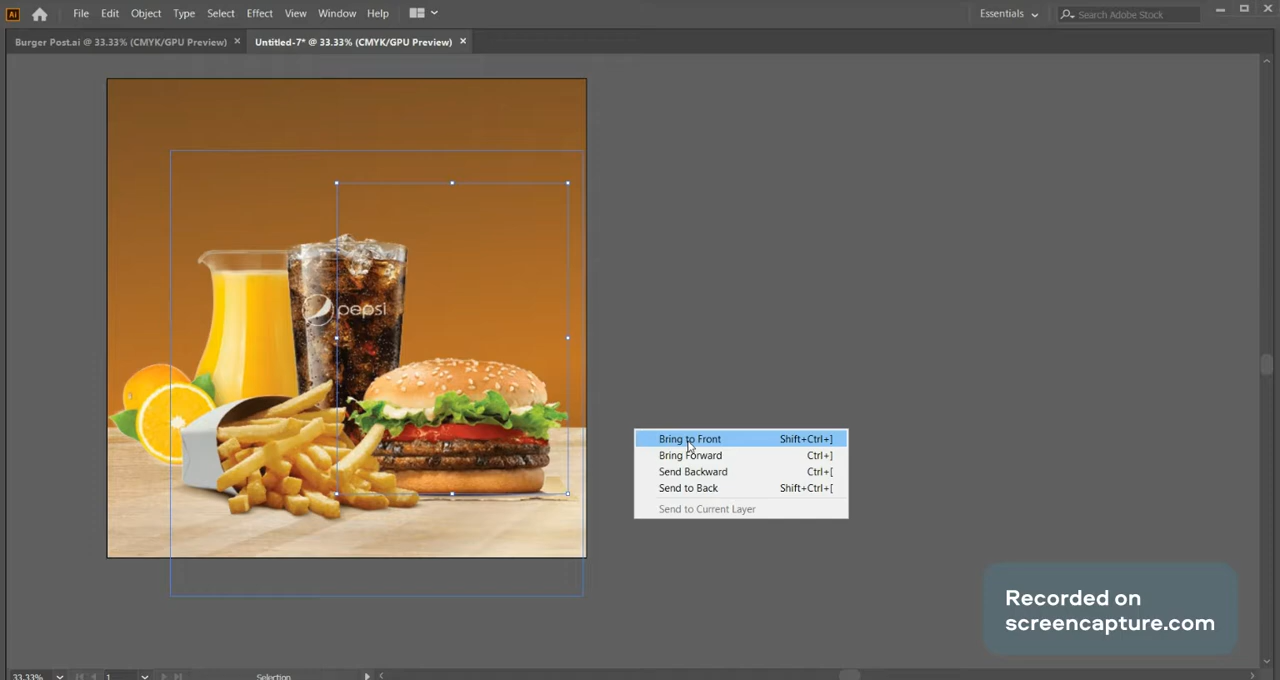 Ai File Edit Object Type Select Effect View Window Help Essentials Search Adobe Stock
Burger Post.ai @ 33.33% (CMYK/GPU Preview) × Untitled-7* @ 33.33% (CMYK/GPU Preview) ×
pepsi
Bring to Front Shift+Ctrl+]
Bring Forward Ctrl+]
Send Backward Ctrl+[
Send to Back Shift+Ctrl+[
Send to Current Layer
Recorded on
screencapture.com
33.33% 1 Selection